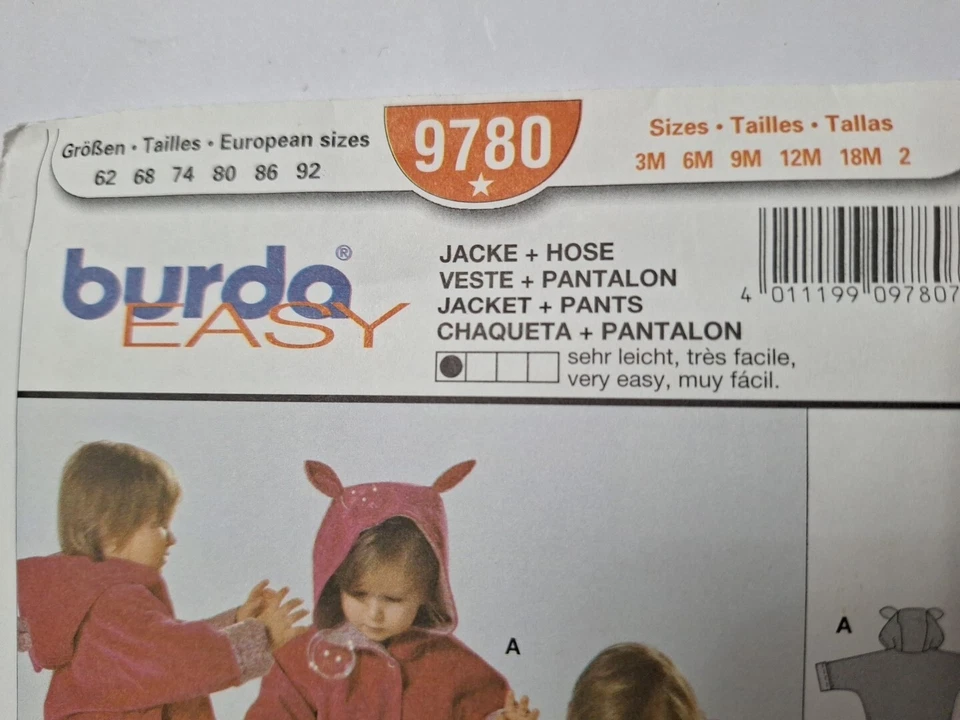 Größen • Tailles • European sizes
62 68 74 80 86 92
9780
Sizes • Tailles • Tallas
3M 6M 9M 12M 18M 2
burda®
EASY
JACKE + HOSE
VESTE + PANTALON
JACKET + PANTS
CHAQUETA + PANTALON
sehr leicht, très facile,
very easy, muy fácil.
4 011199 097807
A
A